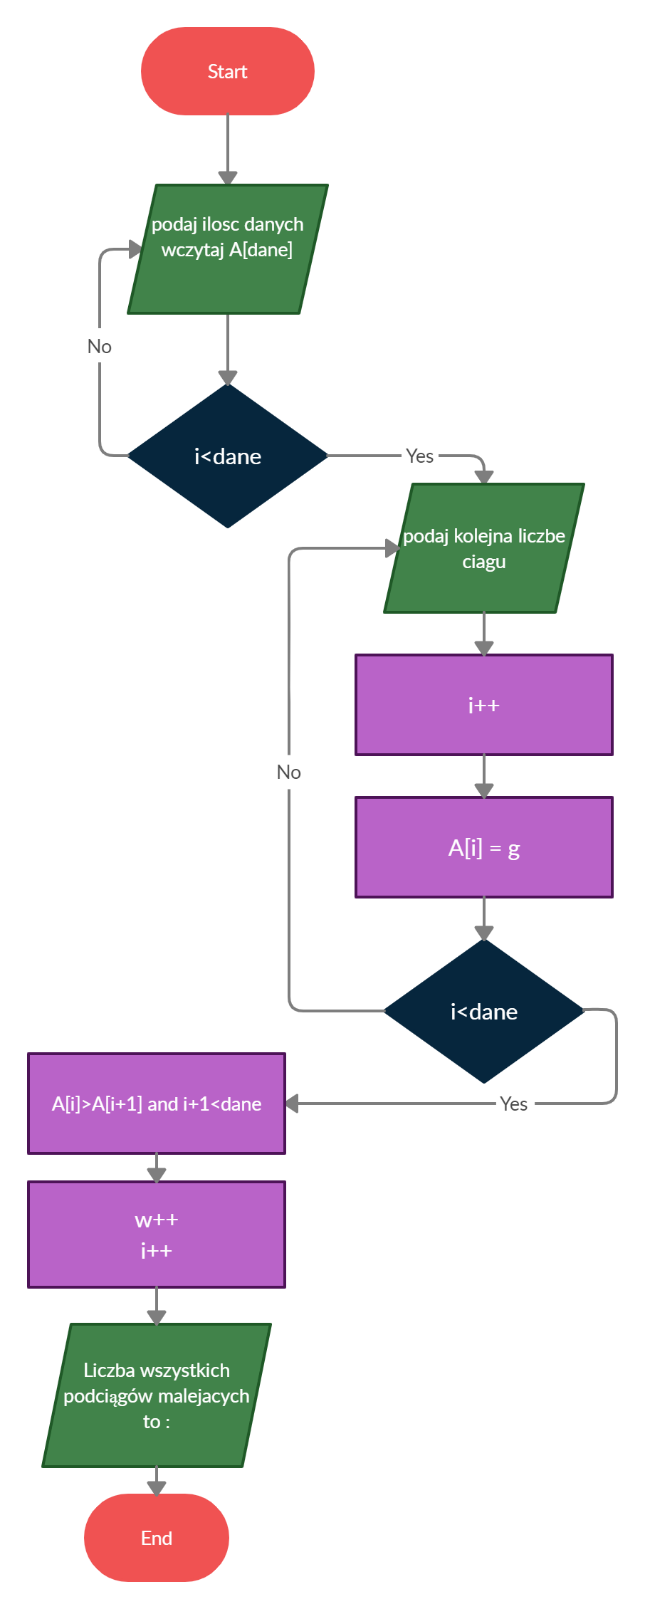 Start
podaj ilosc danych
wczytaj A[dane]
No
i<dane
Yes
podaj kolejna liczbe
ciagu
i++
No
A[i] = g
i<dane
A[i]>A[i+1] and i+1<dane
Yes
w++
i++
Liczba wszystkich
podciągów malejacych
to :
End